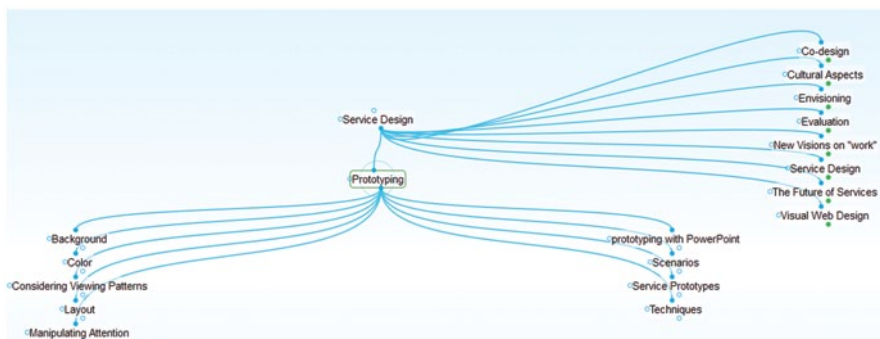 Co-design
Cultural Aspects
Envisioning
Service Design
Evaluation
New Visions on "work"
Service Design
Prototyping
The Future of Services
Visual Web Design
Background
prototyping with PowerPoint
Color
Scenarios
Considering Viewing Patterns
Service Prototypes
Layout
Techniques
Manipulating Attention